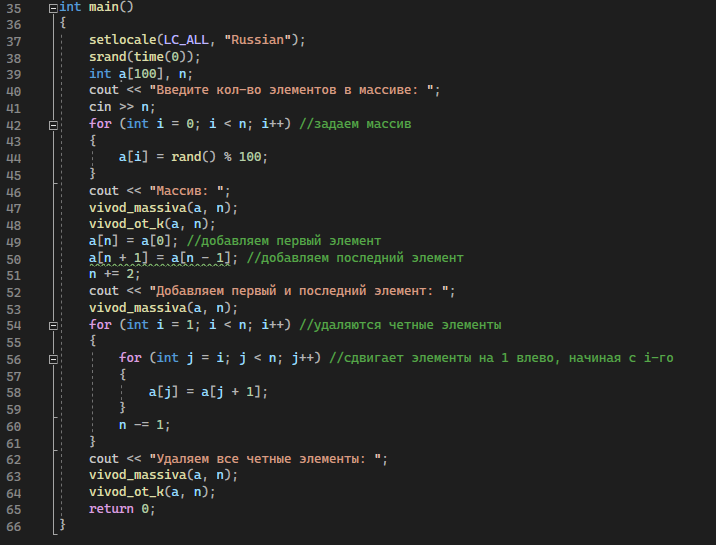 35 int main()
36 {
37 setlocale(LC_ALL, "Russian");
38 srand(time(0));
39 int a[100], n;
40 cout << "Введите кол-во элементов в массиве: ";
41 cin >> n;
42 for (int i = 0; i < n; i++) //задаем массив
43 {
44 a[i] = rand() % 100;
45 }
46 cout << "Массив: ";
47 vivod_massiva(a, n);
48 vivod_ot_k(a, n);
49 a[n] = a[0]; //добавляем первый элемент
50 a[n + 1] = a[n - 1]; //добавляем последний элемент
51 n += 2;
52 cout << "Добавляем первый и последний элемент: ";
53 vivod_massiva(a, n);
54 for (int i = 1; i < n; i++) //удаляются четные элементы
55 {
56 for (int j = i; j < n; j++) //сдвигает элементы на 1 влево, начиная с i-го
57 {
58 a[j] = a[j + 1];
59 }
60 n -= 1;
61 }
62 cout << "Удаляем все четные элементы: ";
63 vivod_massiva(a, n);
64 vivod_ot_k(a, n);
65 return 0;
66 }